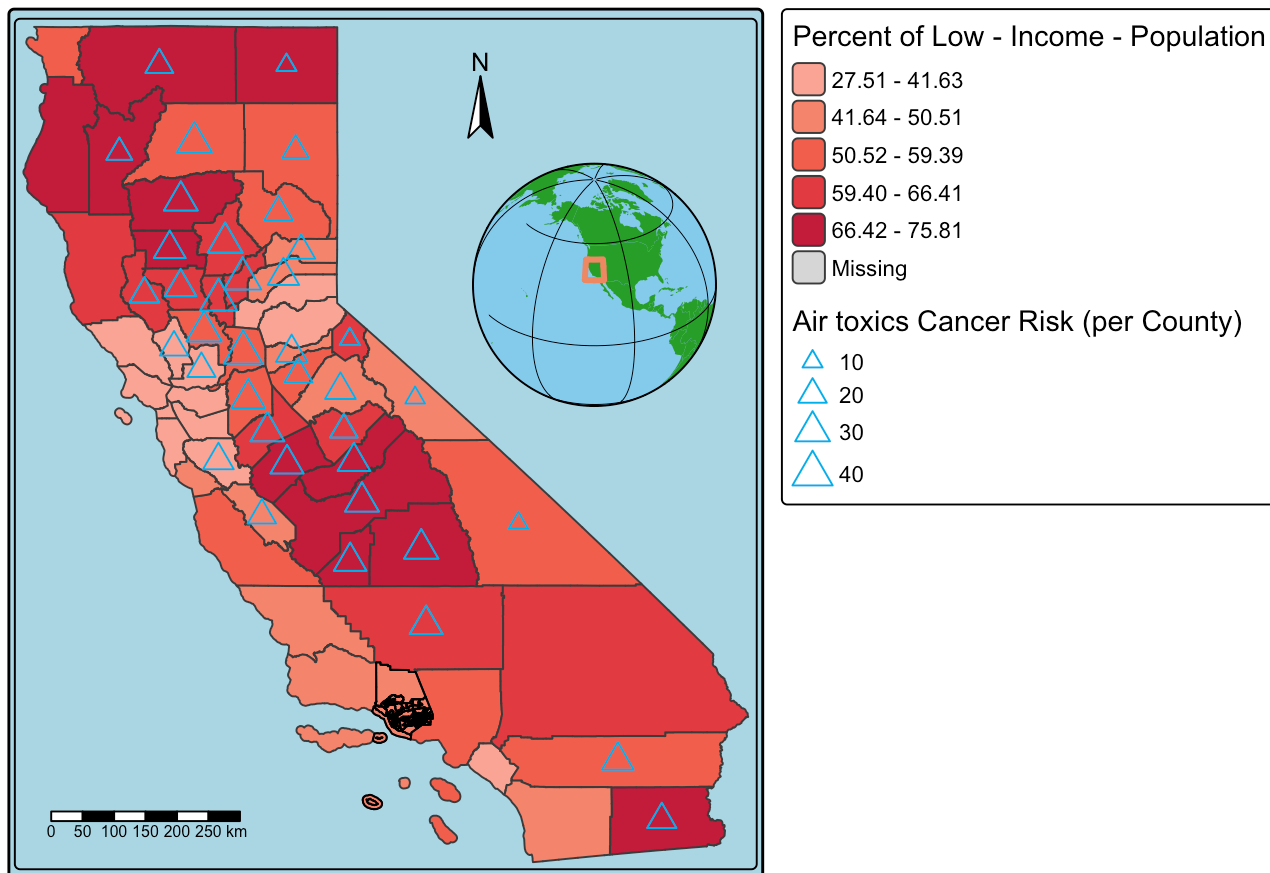 N
0 50 100 150 200 250 km
Percent of Low - Income - Population
27.51 - 41.63
41.64 - 50.51
50.52 - 59.39
59.40 - 66.41
66.42 - 75.81
Missing
Air toxics Cancer Risk (per County)
10
20
30
40